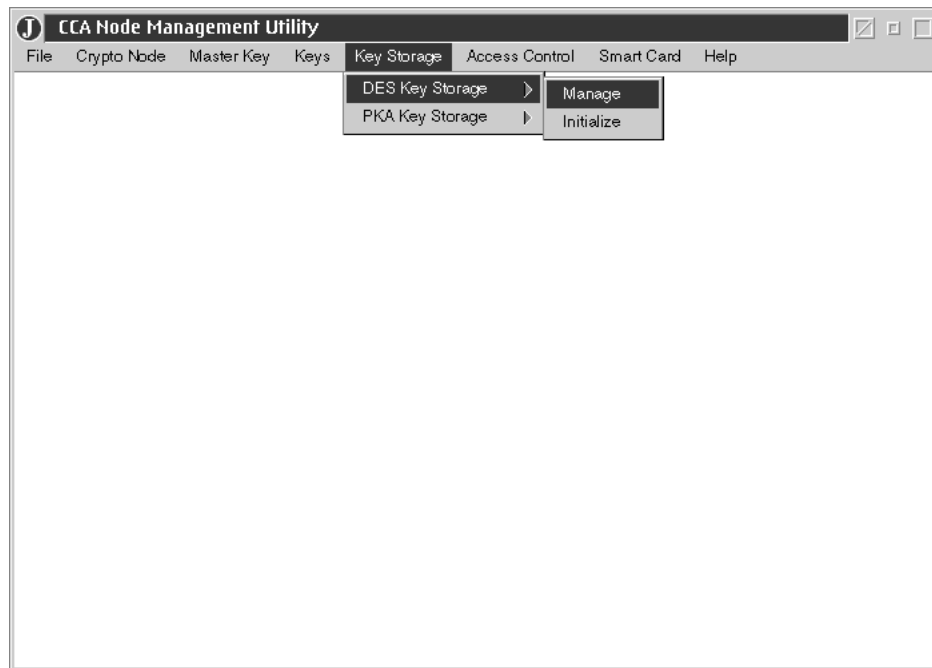 J CCA Node Management Utility
File Crypto Node Master Key Keys Key Storage Access Control Smart Card Help
DES Key Storage Manage
PKA Key Storage Initialize